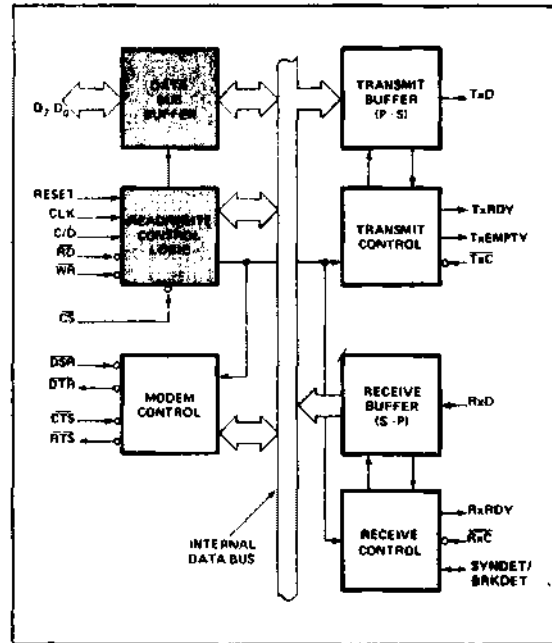 DATA
BUS
BUFFER
D7 D0
TRANSMIT
BUFFER
(P - S)
TxD
RESET
CLK
C/D
RD
WR
CS
READ/WRITE
CONTROL
LOGIC
TRANSMIT
CONTROL
TxRDY
TxEMPTY
TxC
DSR
DTR
CTS
RTS
MODEM
CONTROL
RECEIVE
BUFFER
(S - P)
RxD
INTERNAL
DATA BUS
RECEIVE
CONTROL
RxRDY
RxC
SYNDET/
BRKDET